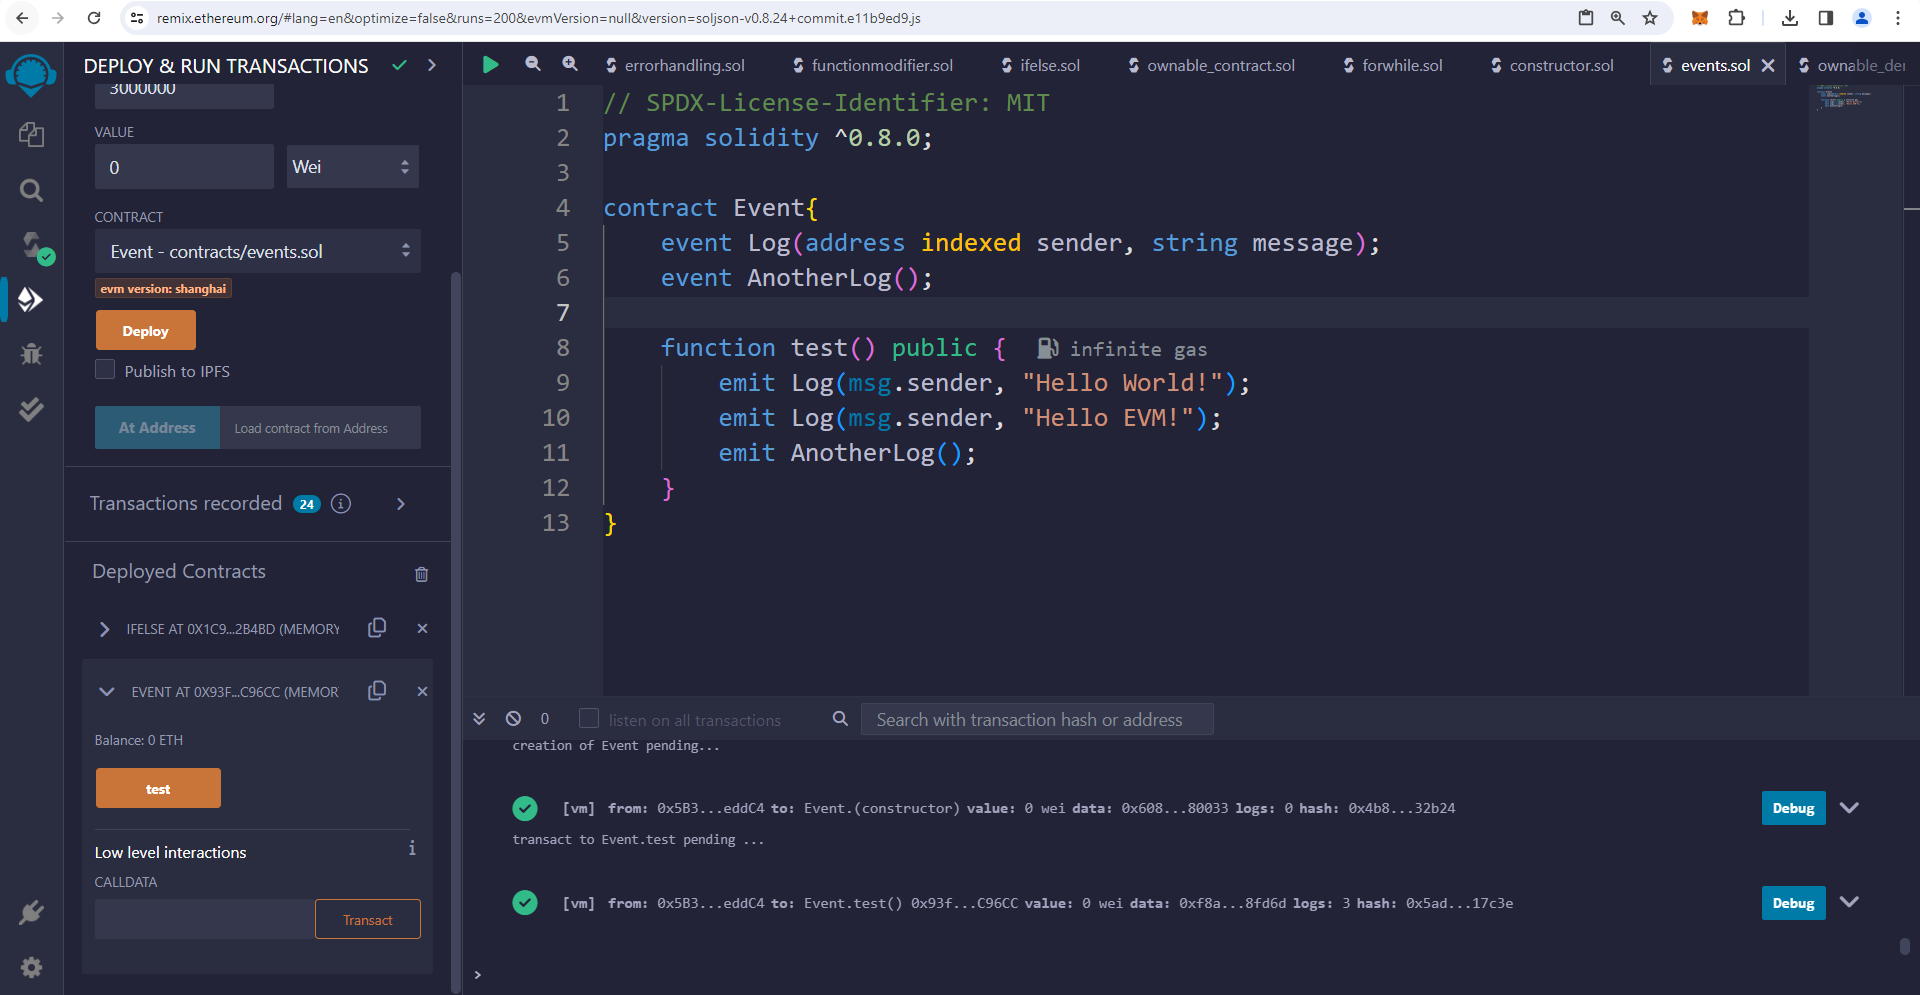 remix.ethereum.org/#lang=en&optimize=false&runs=200&evmVersion=null&version=soljson-v0.8.24+commit.e11b9ed9.js
DEPLOY & RUN TRANSACTIONS
3000000
VALUE
0
Wei
CONTRACT
Event - contracts/events.sol
evm version: shanghai
Deploy
Publish to IPFS
At Address
Load contract from Address
Transactions recorded 24
Deployed Contracts
IFELSE AT 0X1C9...2B4BD (MEMORY
EVENT AT 0X93F...C96CC (MEMOR
Balance: 0 ETH
test
Low level interactions
CALLDATA
Transact
errorhandling.sol
functionmodifier.sol
ifelse.sol
ownable_contract.sol
forwhile.sol
constructor.sol
events.sol
ownable_de
1 // SPDX-License-Identifier: MIT
2 pragma solidity ^0.8.0;
3
4 contract Event{
5 event Log(address indexed sender, string message);
6 event AnotherLog();
7
8 function test() public { infinite gas
9 emit Log(msg.sender, "Hello World!");
10 emit Log(msg.sender, "Hello EVM!");
11 emit AnotherLog();
12 }
13 }
0
listen on all transactions
Search with transaction hash or address
creation of Event pending...
[vm] from: 0x5B3...eddC4 to: Event.(constructor) value: 0 wei data: 0x608...80033 logs: 0 hash: 0x4b8...32b24
Debug
transact to Event.test pending ...
[vm] from: 0x5B3...eddC4 to: Event.test() 0x93f...C96CC value: 0 wei data: 0xf8a...8fd6d logs: 3 hash: 0x5ad...17c3e
Debug
>